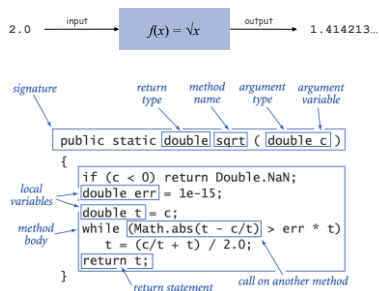 input output
2.0 f(x) = √x 1.414213…
signature return type method name argument type argument variable
public static double sqrt ( double c )
{
if (c < 0) return Double.NaN;
local variables double err = 1e-15;
double t = c;
method body while (Math.abs(t - c/t) > err * t)
t = (c/t + t) / 2.0;
return t;
}
return statement call on another method